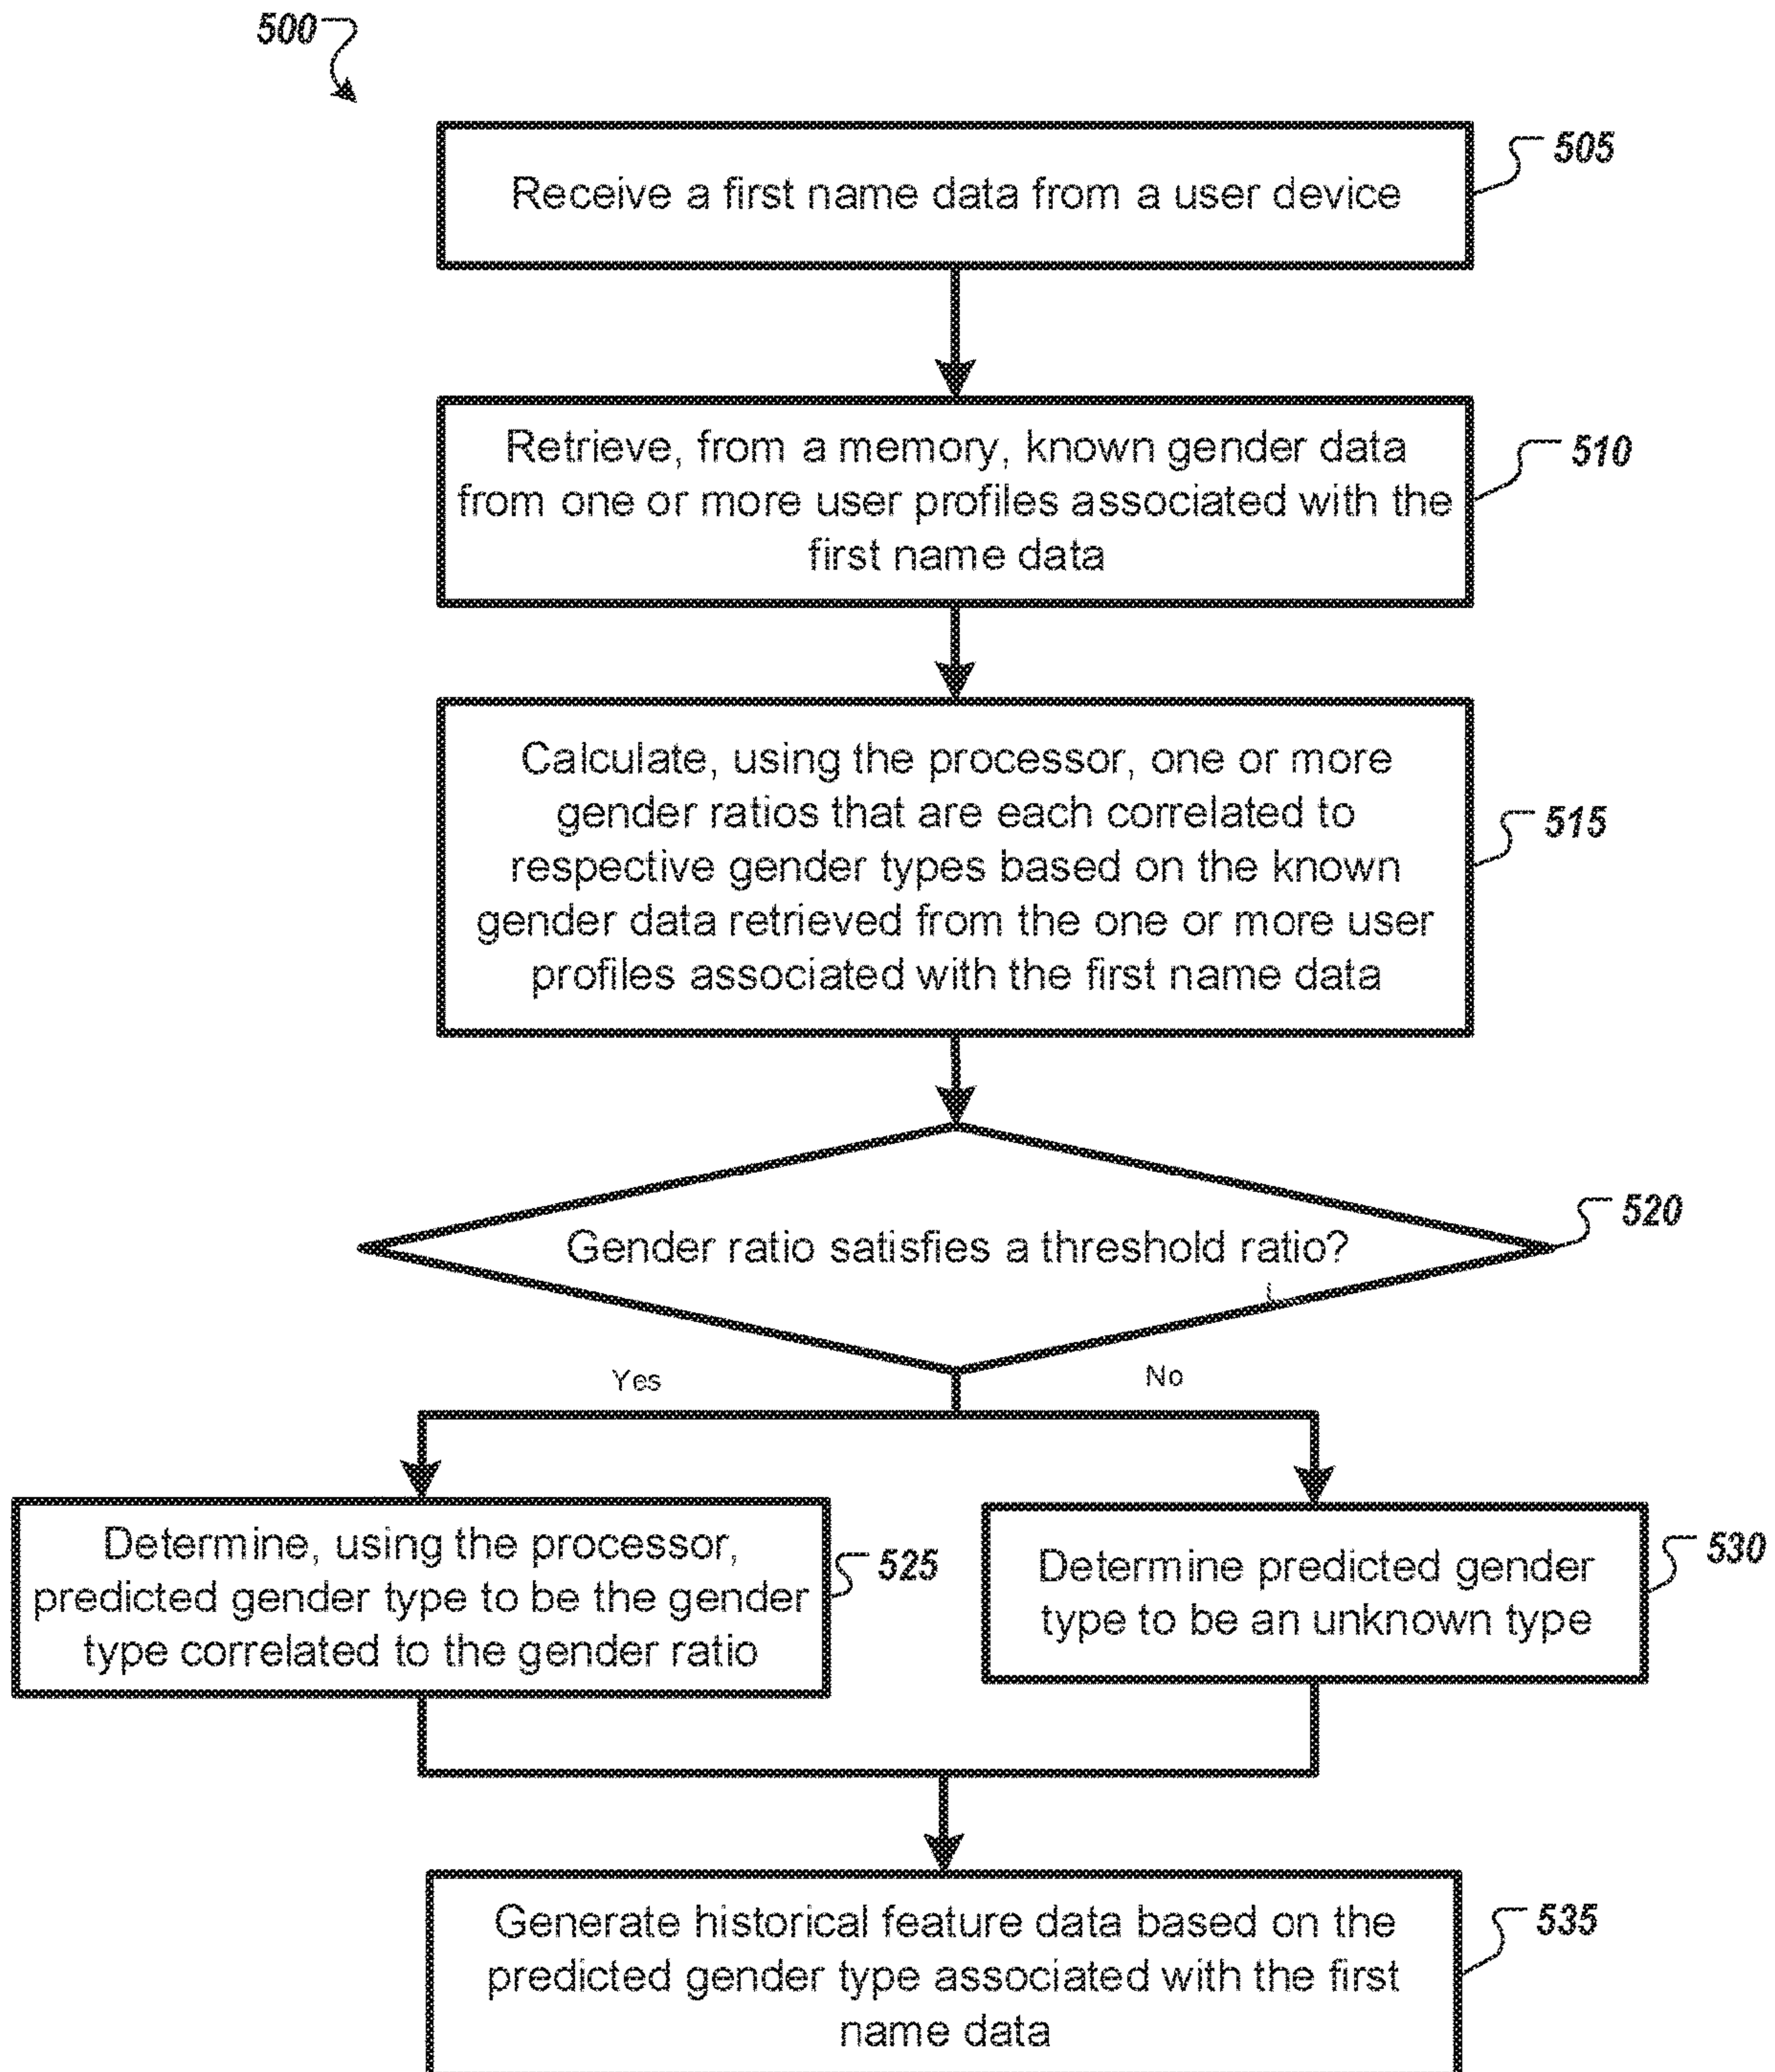 500
Receive a first name data from a user device
505
Retrieve, from a memory, known gender data
from one or more user profiles associated with the
first name data
510
Calculate, using the processor, one or more
gender ratios that are each correlated to
respective gender types based on the known
gender data retrieved from the one or more user
profiles associated with the first name data
515
Gender ratio satisfies a threshold ratio?
520
Yes
No
Determine, using the processor,
predicted gender type to be the gender
type correlated to the gender ratio
525
Determine predicted gender
type to be an unknown type
530
Generate historical feature data based on the
predicted gender type associated with the first
name data
535